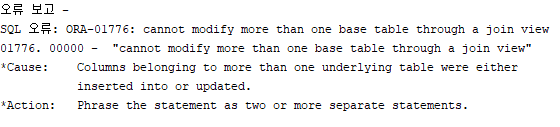 오류 보고 -
SQL 오류: ORA-01776: cannot modify more than one base table through a join view
01776. 00000 -  "cannot modify more than one base table through a join view"
*Cause:    Columns belonging to more than one underlying table were either
           inserted into or updated.
*Action:   Phrase the statement as two or more separate statements.